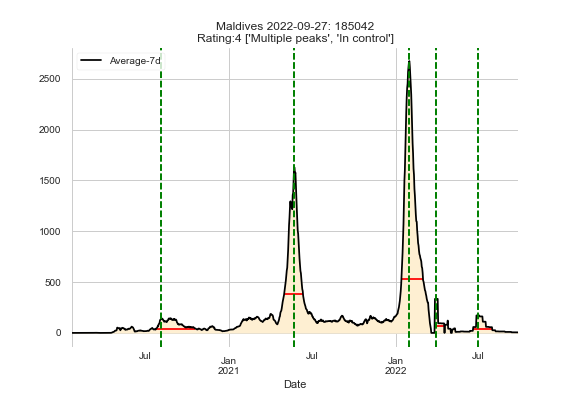 Maldives 2022-09-27: 185042
Rating:4 ['Multiple peaks', 'In control']
Average-7d
2500
2000
1500
1000
500
0
Jul
Jan
2021
Jul
Jan
2022
Jul
Date